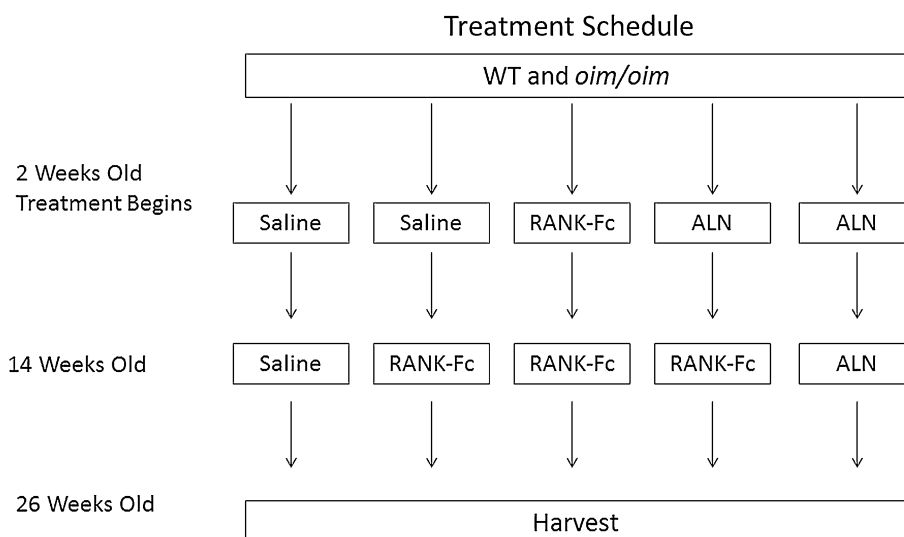 Treatment Schedule
WT and oim/oim
2 Weeks Old
Treatment Begins
Saline Saline RANK-Fc ALN ALN
14 Weeks Old Saline RANK-Fc RANK-Fc RANK-Fc ALN
26 Weeks Old
Harvest